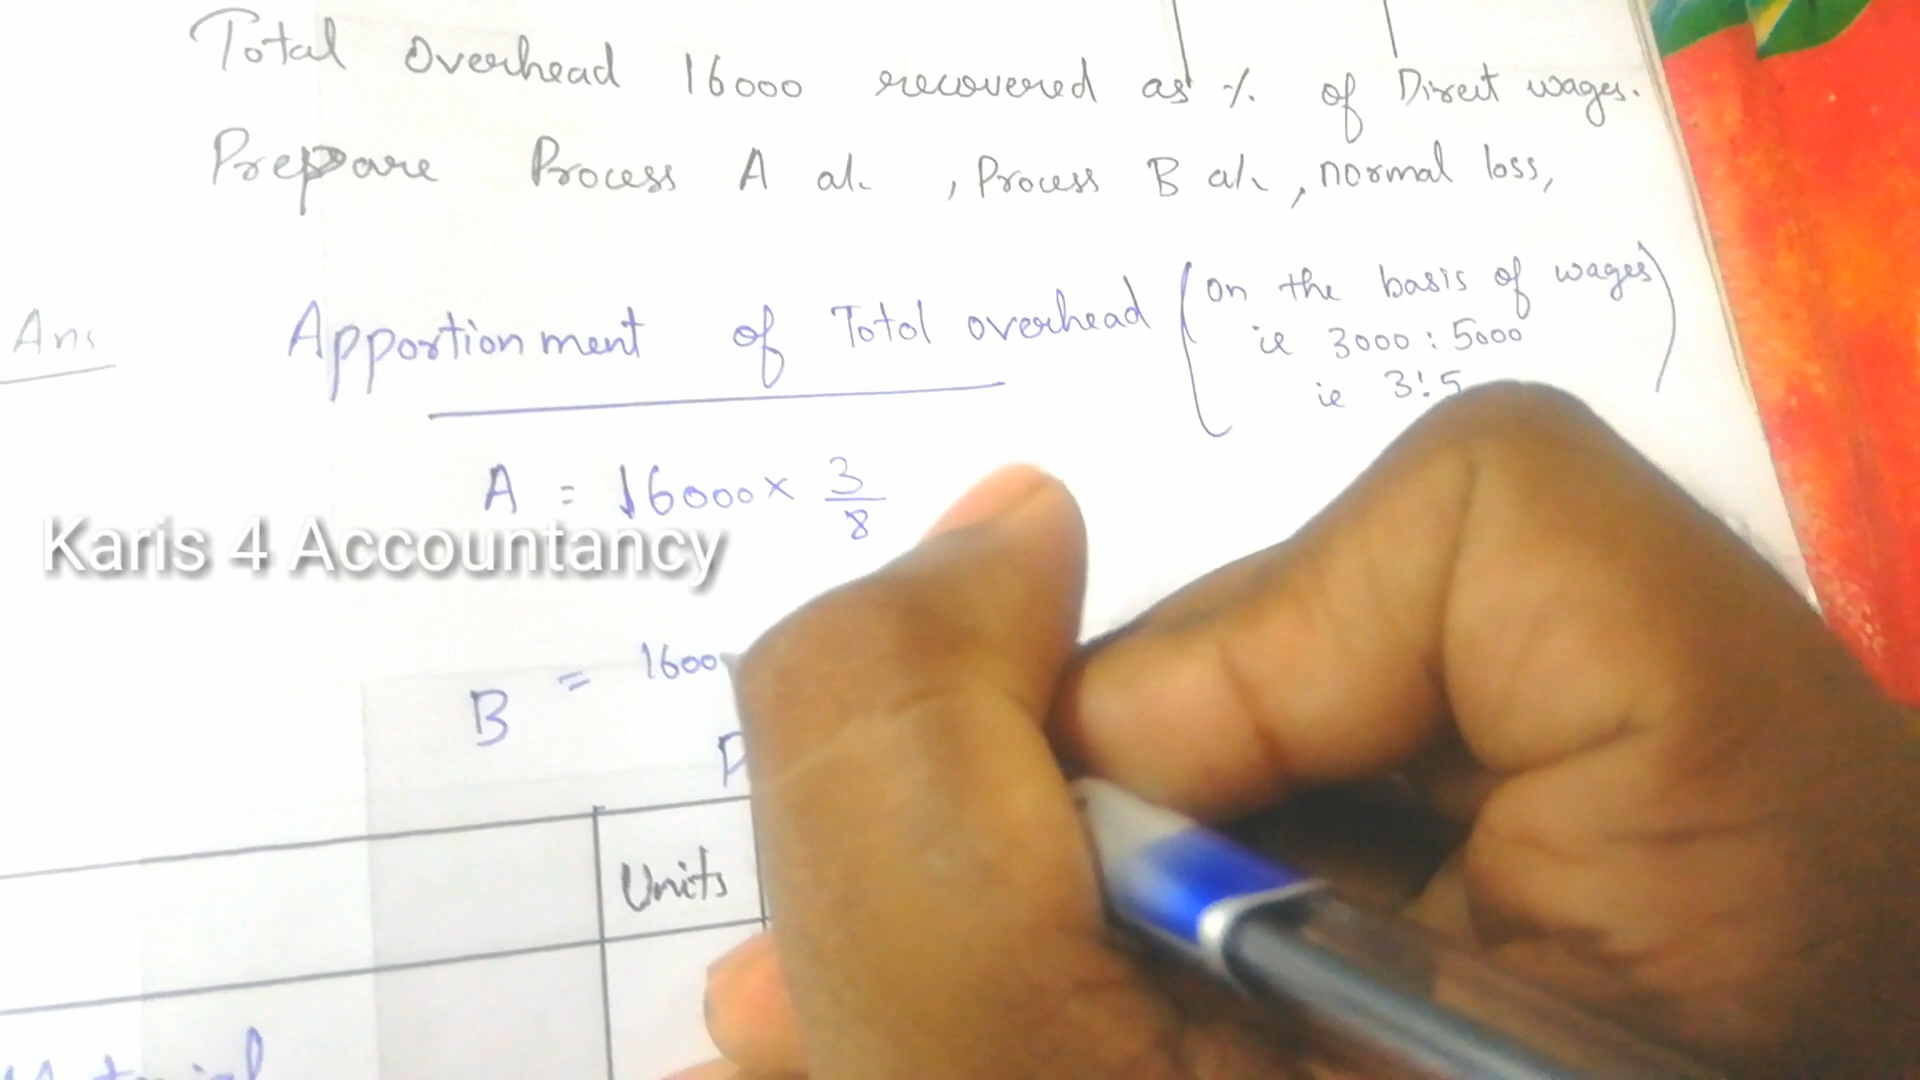 Total Overhead 16000 recovered as % of Direct wages.
Prepare Process A a/c , Process B a/c , normal loss,
Ans
Apportionment of Total overhead (on the basis of wages)
ie 3000 : 5000
ie 3:5
A = 16000 × 3/8
Karis 4 Accountancy
B = 1600
Units
Material